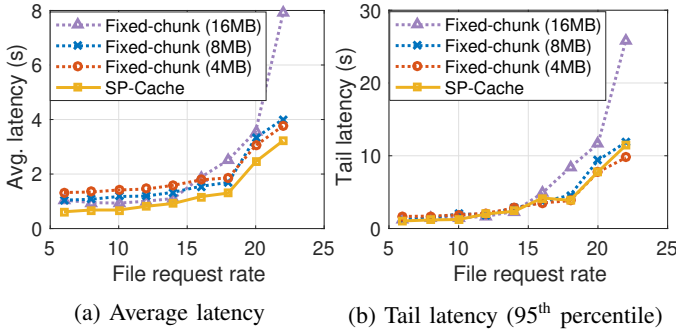 8
6
4
2
0
Avg. latency (s)
Fixed-chunk (16MB)
Fixed-chunk (8MB)
Fixed-chunk (4MB)
SP-Cache
5 10 15 20 25
File request rate
(a) Average latency
30
20
10
0
Tail latency (s)
Fixed-chunk (16MB)
Fixed-chunk (8MB)
Fixed-chunk (4MB)
SP-Cache
5 10 15 20 25
File request rate
(b) Tail latency (95th percentile)